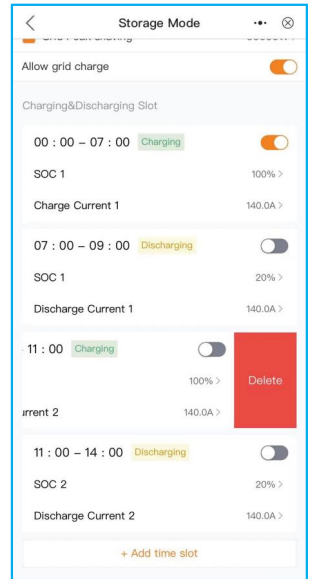 Storage Mode
Allow grid charge
Charging&Discharging Slot
00 : 00 – 07 : 00 Charging
SOC 1 100% >
Charge Current 1 140.0A >
07 : 00 – 09 : 00 Discharging
SOC 1 20% >
Discharge Current 1 140.0A >
11 : 00 Charging
100% >
Delete
urrent 2 140.0A >
11 : 00 – 14 : 00 Discharging
SOC 2 20% >
Discharge Current 2 140.0A >
+ Add time slot